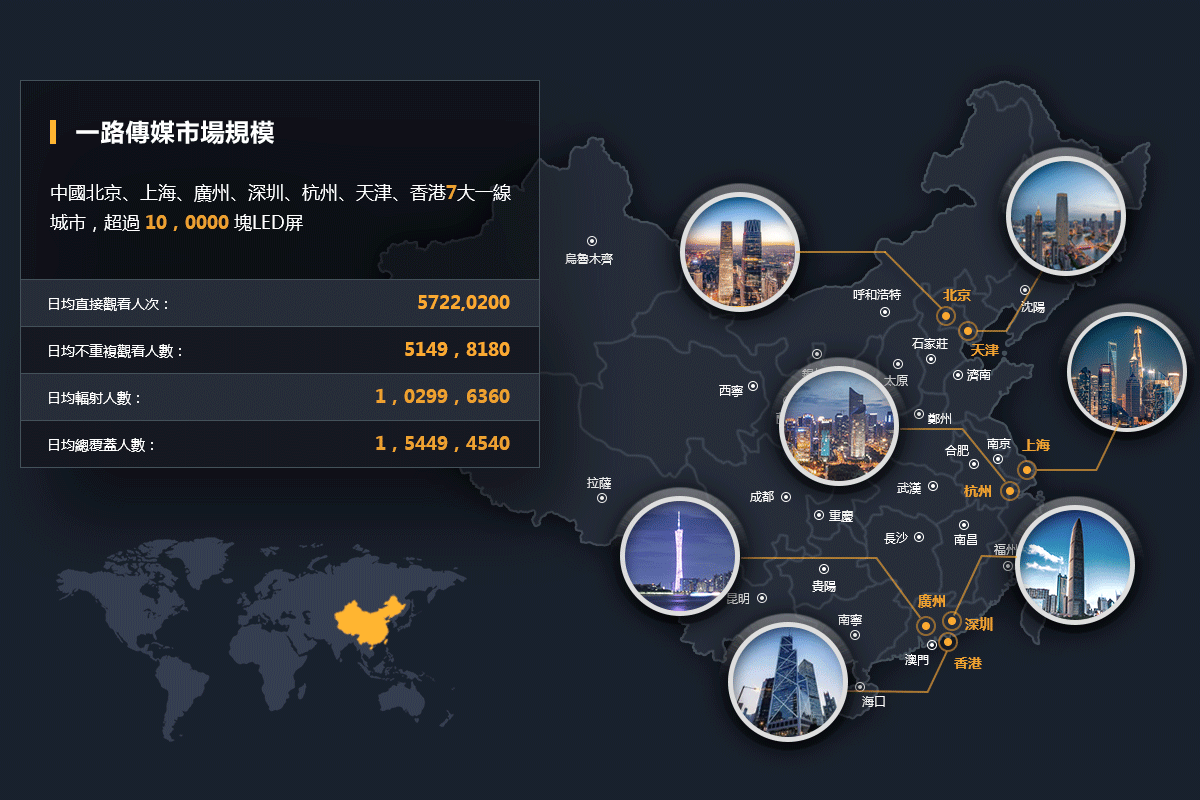 一路傳媒市場規模
中國北京、上海、廣州、深圳、杭州、天津、香港7大一線
城市，超過 10，0000 塊LED屏
日均直接觀看人次： 5722,0200
日均不重複觀看人數： 5149，8180
日均輻射人數： 1，0299，6360
日均總覆蓋人數： 1，5449，4540
烏魯木齊
呼和浩特
北京
沈陽
天津
石家莊
太原
濟南
西寧
鄭州
南京
上海
合肥
拉薩
成都
武漢
杭州
重慶
長沙
南昌
福州
貴陽
昆明
廣州
南寧
深圳
澳門
香港
海口